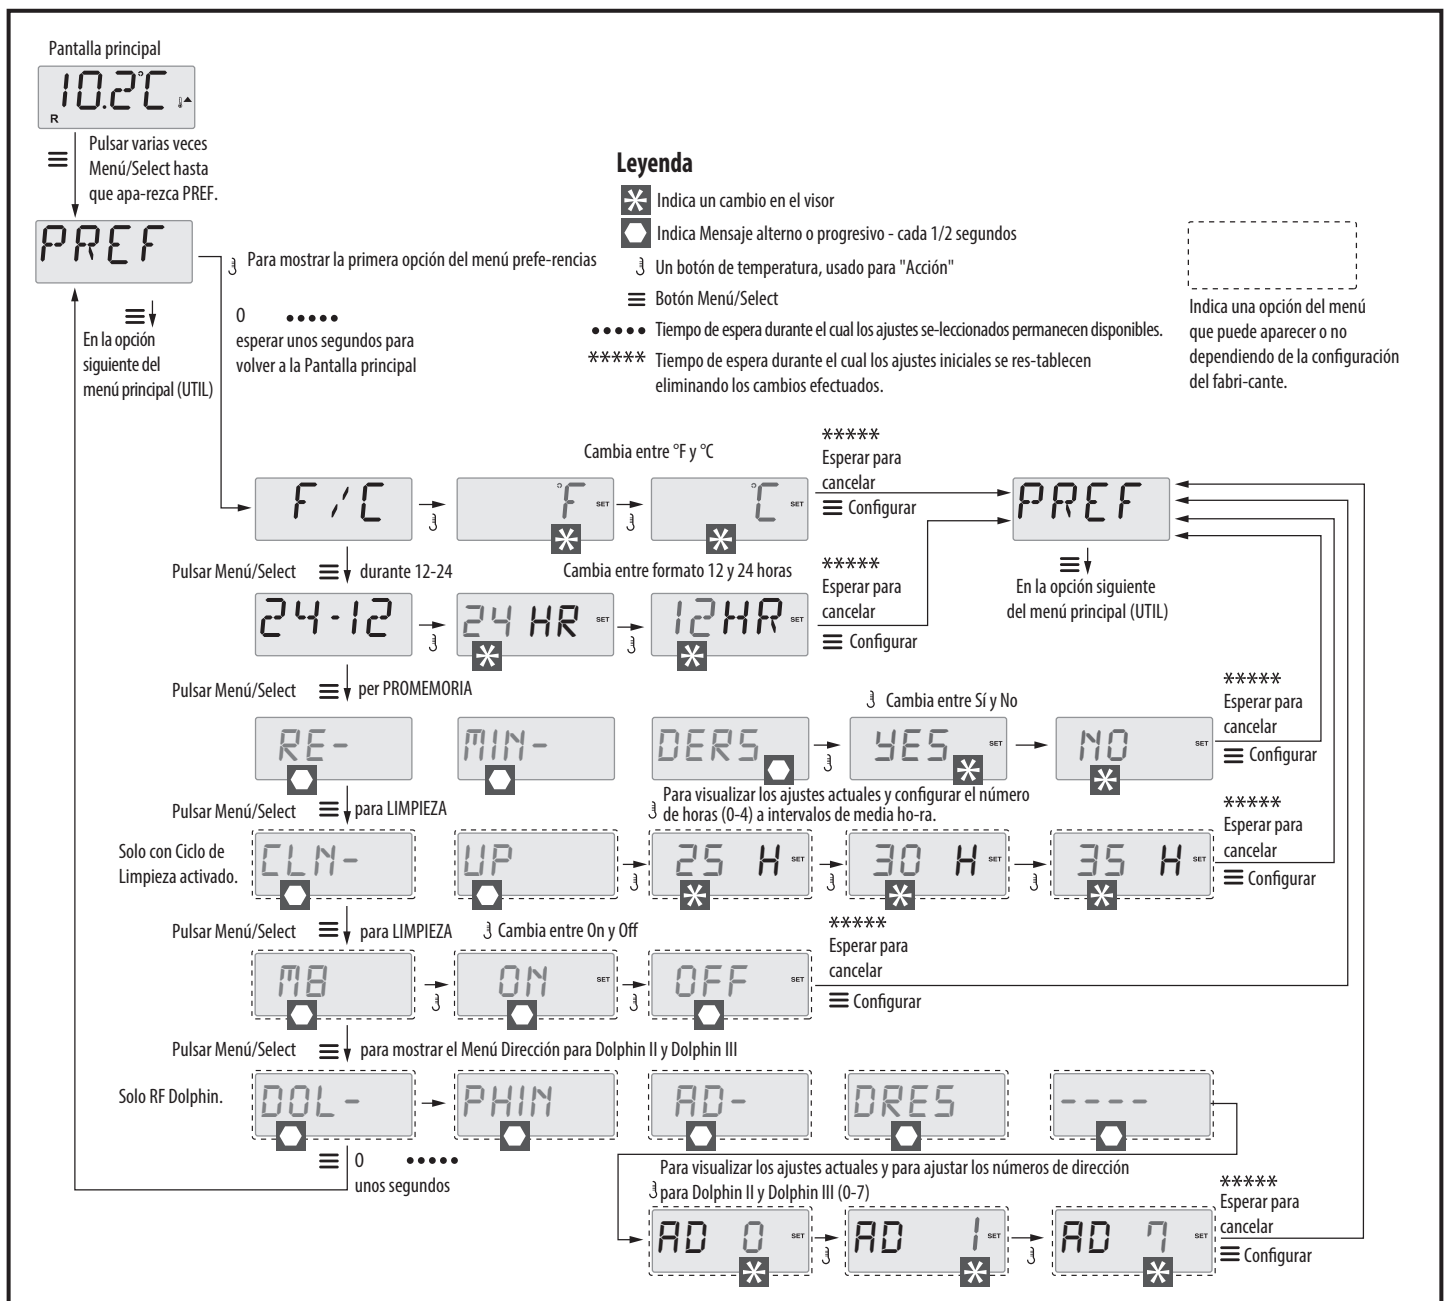 Pantalla principal
10.2°C
R
Pulsar varias veces
Menú/Select hasta
que apa-rezca PREF.
PREF
Para mostrar la primera opción del menú prefe-rencias
En la opción
siguiente del
menú principal (UTIL)
0 •••••
esperar unos segundos para
volver a la Pantalla principal
Leyenda
Indica un cambio en el visor
Indica Mensaje alterno o progresivo - cada 1/2 segundos
Un botón de temperatura, usado para "Acción"
Botón Menú/Select
••••• Tiempo de espera durante el cual los ajustes se-leccionados permanecen disponibles.
***** Tiempo de espera durante el cual los ajustes iniciales se res-tablecen
eliminando los cambios efectuados.
Indica una opción del menú
que puede aparecer o no
dependiendo de la configuración
del fabri-cante.
Cambia entre °F y °C
*****
Esperar para
cancelar
Configurar
F/C
°F SET
°C SET
PREF
En la opción siguiente
del menú principal (UTIL)
Pulsar Menú/Select
durante 12-24
Cambia entre formato 12 y 24 horas
*****
Esperar para
cancelar
Configurar
24-12
24 HR SET
12HR SET
Pulsar Menú/Select
per PROMEMORIA
Cambia entre Sí y No
*****
Esperar para
cancelar
Configurar
RE-
MIN-
DERS
YES SET
NO SET
Pulsar Menú/Select
para LIMPIEZA
Para visualizar los ajustes actuales y configurar el número
de horas (0-4) a intervalos de media ho-ra.
*****
Esperar para
cancelar
Configurar
Solo con Ciclo de
Limpieza activado.
CLN-
UP
25 H SET
30 H SET
35 H SET
Pulsar Menú/Select
para LIMPIEZA
Cambia entre On y Off
*****
Esperar para
cancelar
Configurar
M8
ON SET
OFF SET
Pulsar Menú/Select
para mostrar el Menú Dirección para Dolphin II y Dolphin III
Solo RF Dolphin.
DOL-
PHIN
AD-
DRES
----
0 •••••
unos segundos
Para visualizar los ajustes actuales y para ajustar los números de dirección
para Dolphin II y Dolphin III (0-7)
AD 0 SET
AD 1 SET
AD 7 SET
*****
Esperar para
cancelar
Configurar